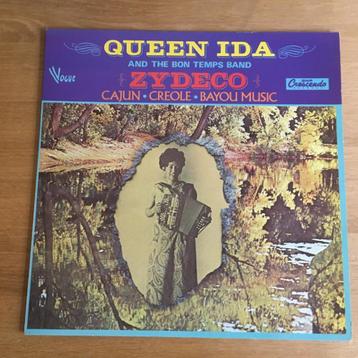 QUEEN IDA
AND THE BON TEMPS BAND
Vogue
ZYDECO
Crescendo
CAJUN • CREOLE • BAYOU MUSIC